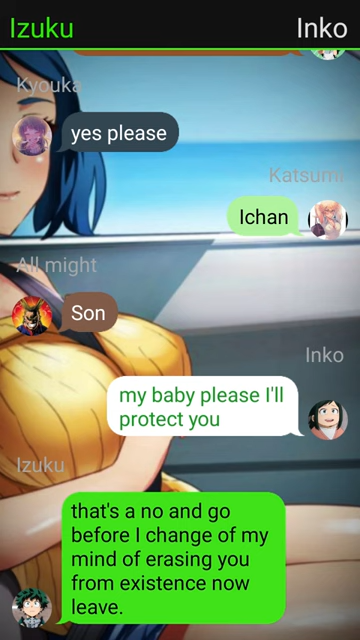 Izuku Inko
Kyouka
yes please
Katsumi
Ichan
All might
Son
Inko
my baby please I'll
protect you
Izuku
that's a no and go
before I change of my
mind of erasing you
from existence now
leave.